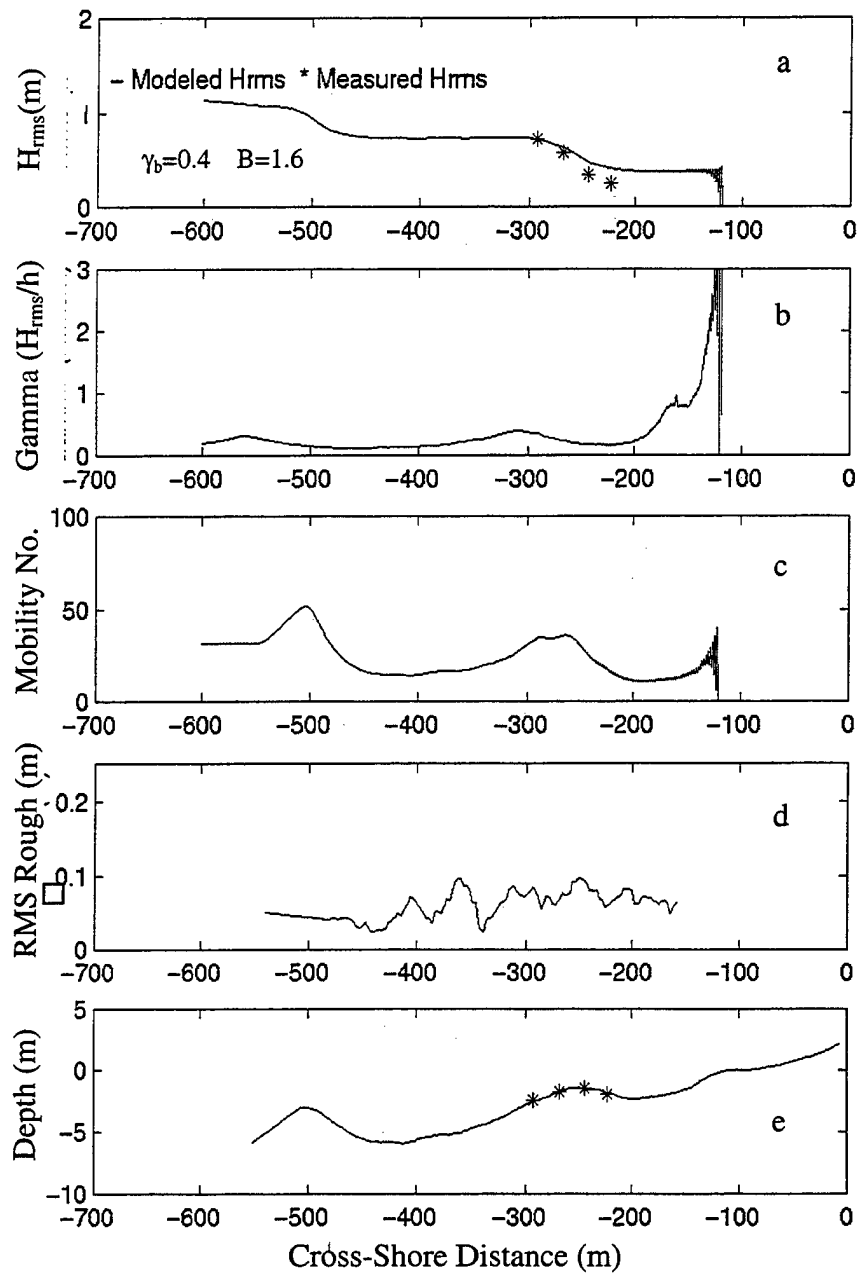 2
a
– Modeled Hrms * Measured Hrms
Hrms(m)
1
γb=0.4 B=1.6
0
-700 -600 -500 -400 -300 -200 -100 0
3
b
Gamma (Hrms/h)
2
1
0
-700 -600 -500 -400 -300 -200 -100 0
100
c
Mobility No.
50
0
-700 -600 -500 -400 -300 -200 -100 0
RMS Rough (m)
0.2
d
0.1
0
-700 -600 -500 -400 -300 -200 -100 0
5
Depth (m)
0
-5
e
-10
-700 -600 -500 -400 -300 -200 -100 0
Cross-Shore Distance (m)